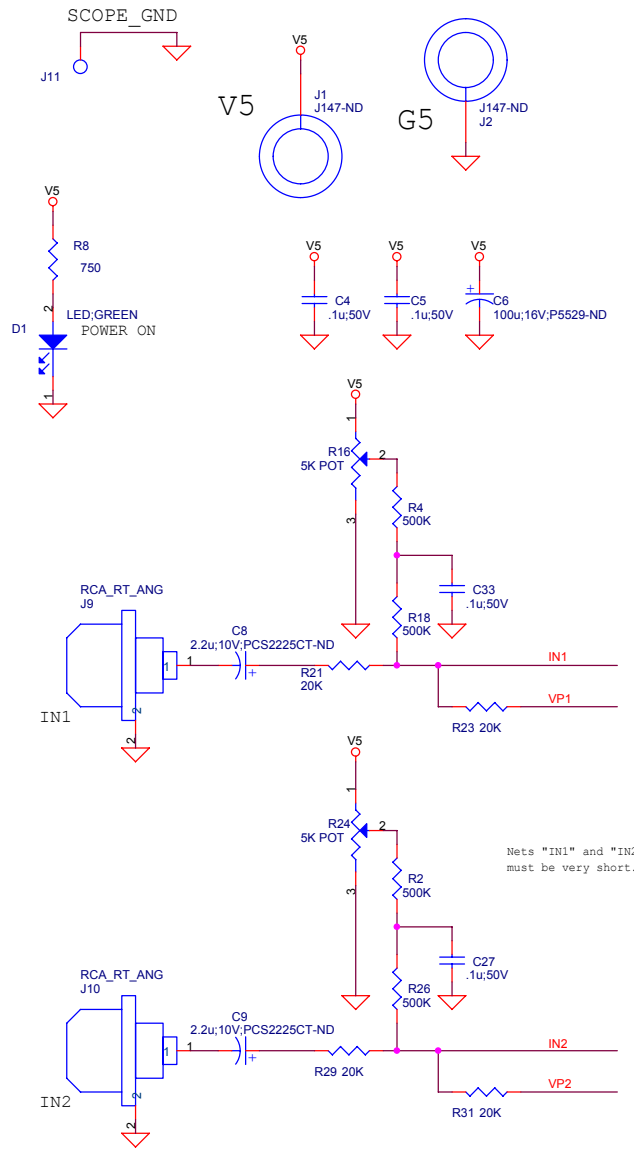 SCOPE_GND
J11
V5
V5
J1
J147-ND
G5
J147-ND
J2
V5
R8
750
2
LED;GREEN
D1
POWER ON
1
V5
C4
.1u;50V
V5
C5
.1u;50V
V5
+
C6
100u;16V;P5529-ND
V5
1
R16
5K POT
2
3
R4
500K
C33
.1u;50V
R18
500K
RCA_RT_ANG
J9
C8
2.2u;10V;PCS2225CT-ND
1
1
+
R21
20K
IN1
VP1
R23 20K
IN1
2
2
V5
1
R24
5K POT
2
3
R2
500K
Nets "IN1" and "IN2
must be very short.
C27
.1u;50V
R26
500K
RCA_RT_ANG
J10
C9
2.2u;10V;PCS2225CT-ND
1
1
+
R29 20K
IN2
VP2
R31 20K
IN2
2
2